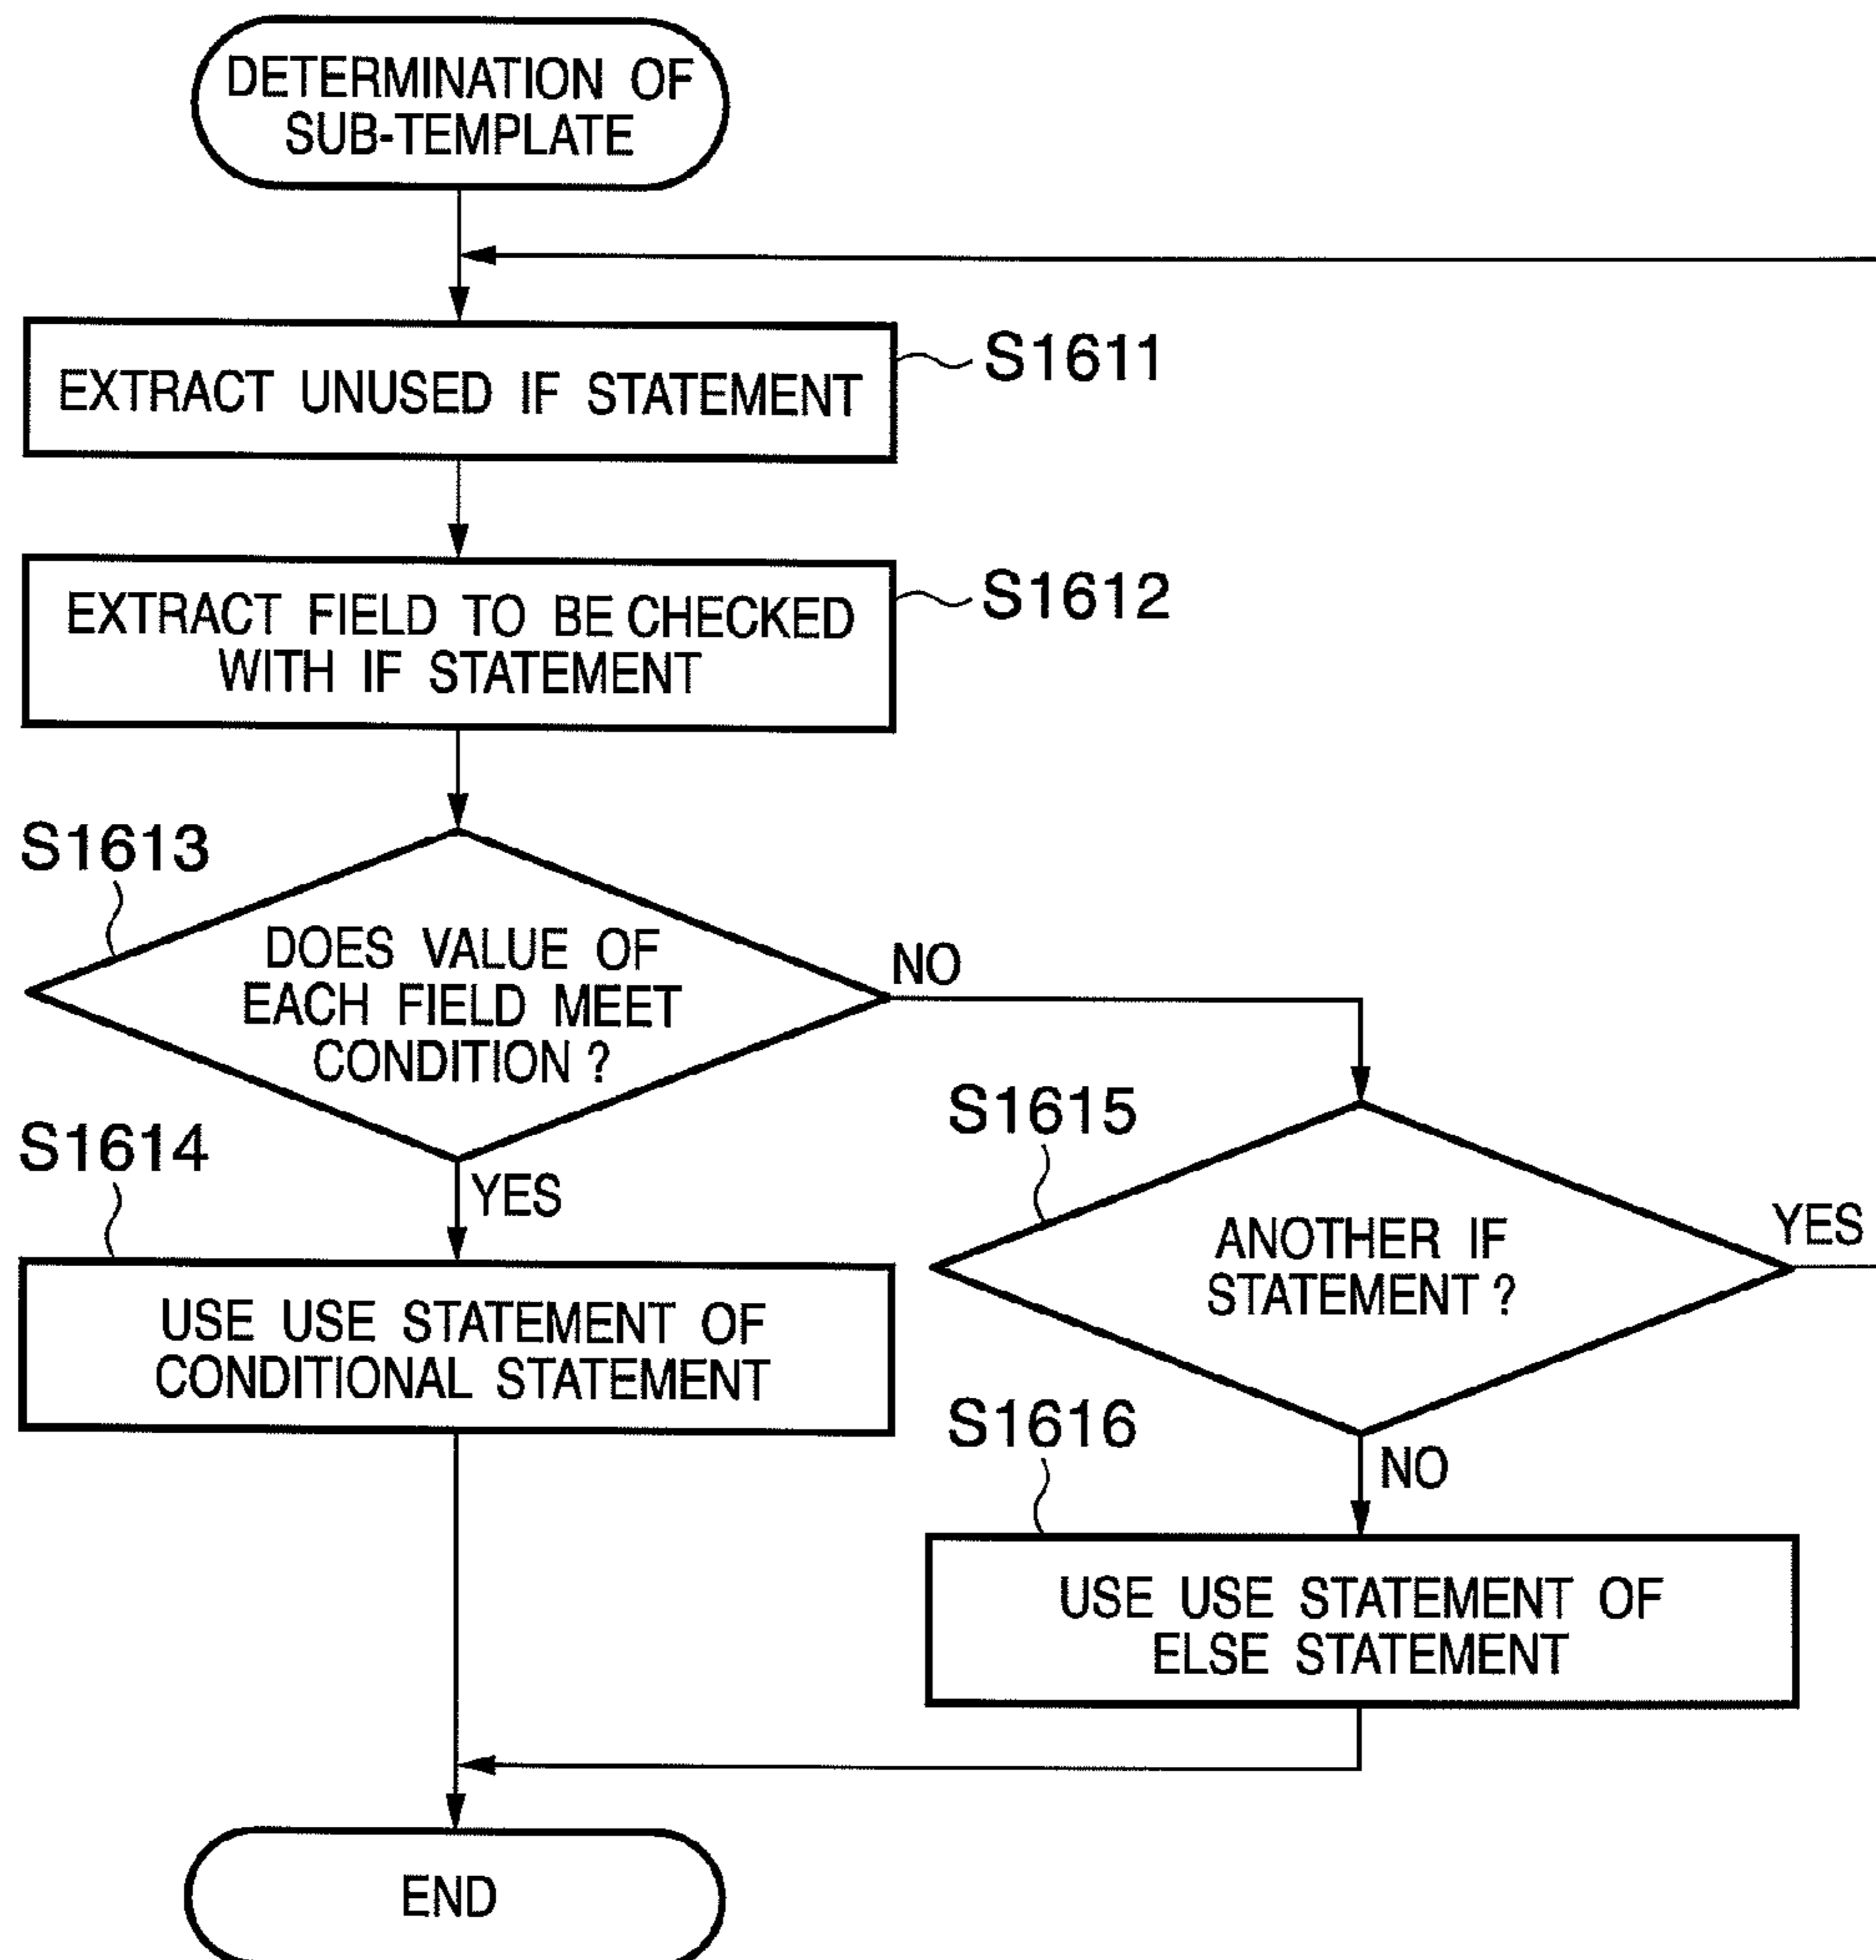 DETERMINATION OF
SUB-TEMPLATE
S1611
EXTRACT UNUSED IF STATEMENT
S1612
EXTRACT FIELD TO BE CHECKED
WITH IF STATEMENT
S1613
DOES VALUE OF
EACH FIELD MEET
CONDITION ?
NO
YES
S1614
USE USE STATEMENT OF
CONDITIONAL STATEMENT
S1615
ANOTHER IF
STATEMENT ?
YES
NO
S1616
USE USE STATEMENT OF
ELSE STATEMENT
END